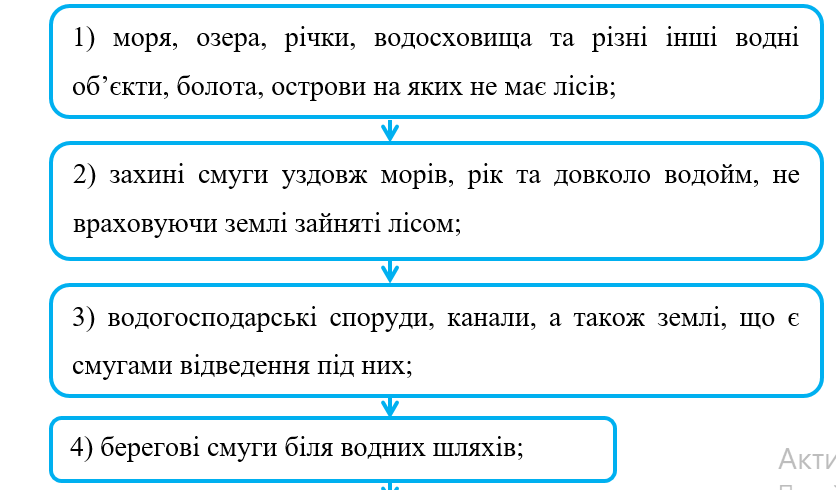 1) моря, озера, річки, водосховища та різні інші водні
об’єкти, болота, острови на яких не має лісів;
2) захині смуги уздовж морів, рік та довколо водойм, не
враховуючи землі зайняті лісом;
3) водогосподарські споруди, канали, а також землі, що є
смугами відведення під них;
4) берегові смуги біля водних шляхів;
Акти